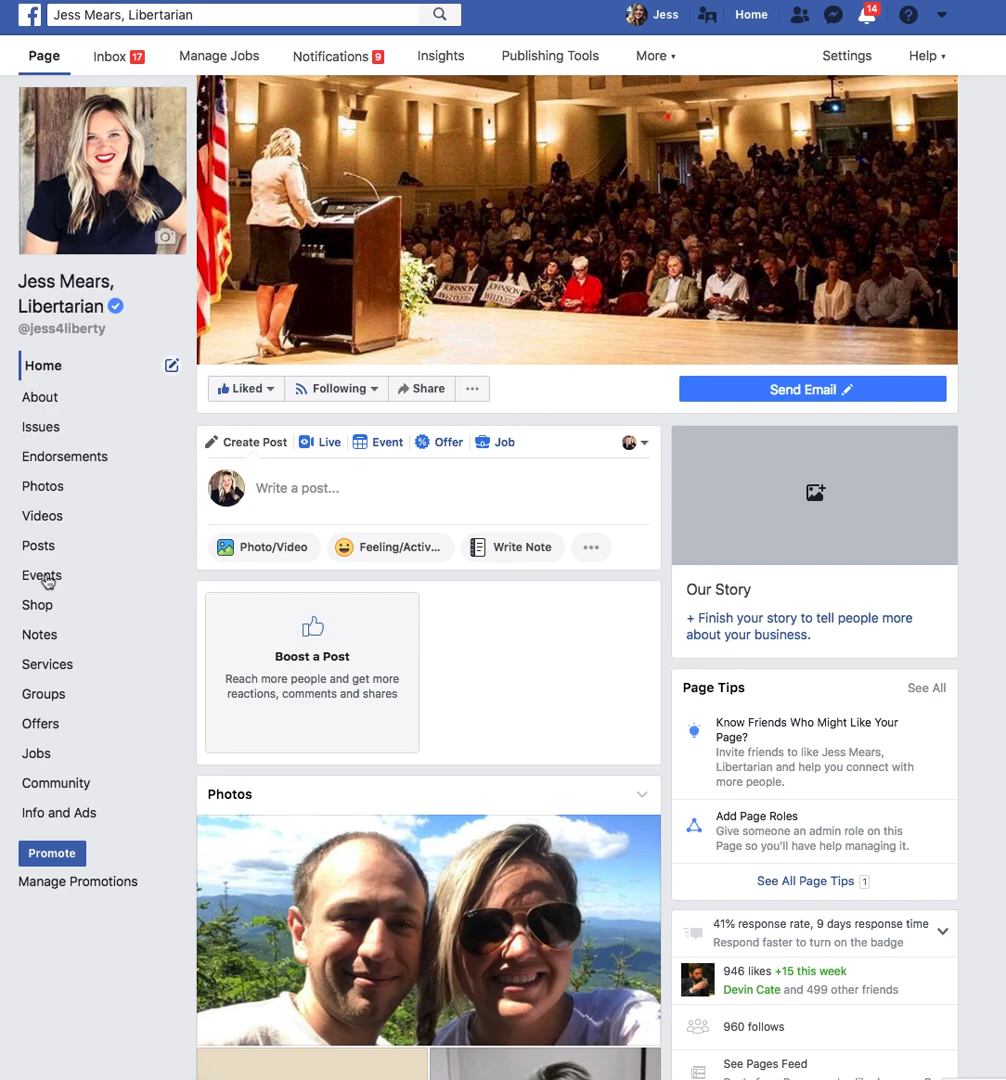 Jess Mears, Libertarian
Jess
Home
14
Page
Inbox 17
Manage Jobs
Notifications 9
Insights
Publishing Tools
More
Settings
Help
JOHNSON
WELD
Jess Mears,
Libertarian
@jess4liberty
Home
About
Issues
Endorsements
Photos
Videos
Posts
Events
Shop
Notes
Services
Groups
Offers
Jobs
Community
Info and Ads
Promote
Manage Promotions
Liked
Following
Share
Send Email
Create Post
Live
Event
Offer
Job
Write a post...
Photo/Video
Feeling/Activ...
Write Note
Boost a Post
Reach more people and get more
reactions, comments and shares
Photos
Our Story
+ Finish your story to tell people more
about your business.
Page Tips
See All
Know Friends Who Might Like Your
Page?
Invite friends to like Jess Mears,
Libertarian and help you connect with
more people.
Add Page Roles
Give someone an admin role on this
Page so you'll have help managing it.
See All Page Tips 1
41% response rate, 9 days response time
Respond faster to turn on the badge
946 likes +15 this week
Devin Cate and 499 other friends
960 follows
See Pages Feed